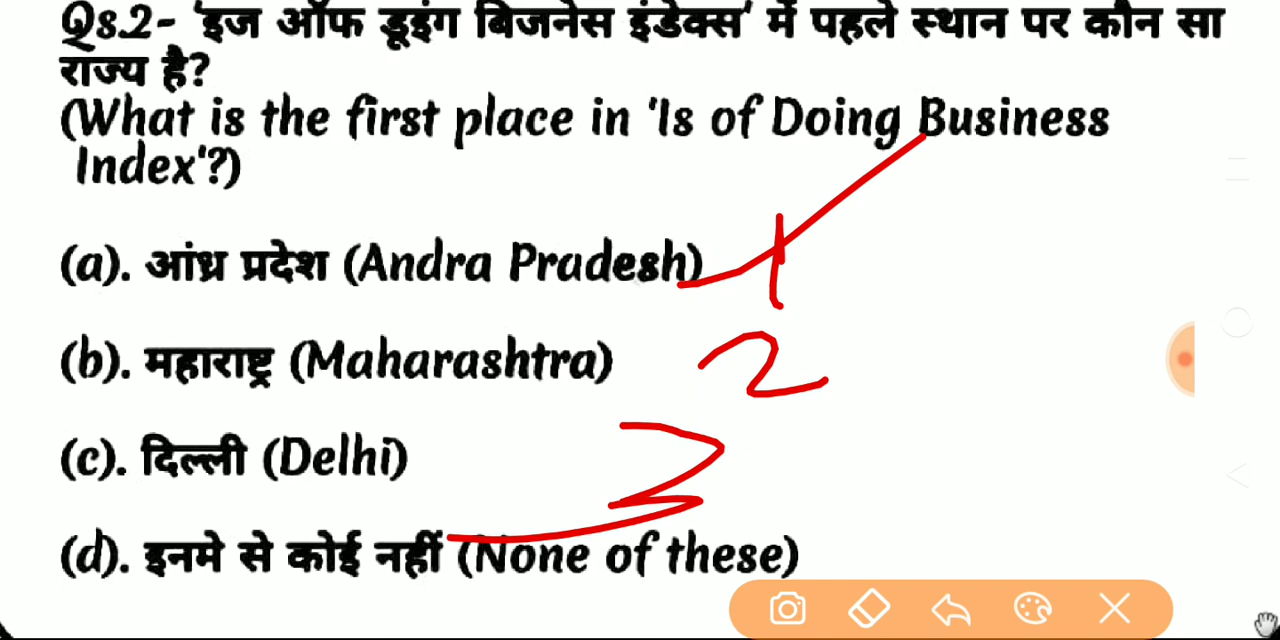 Qs.2- 'इज ऑफ डूइंग बिजनेस इंडेक्स' में पहले स्थान पर कौन सा
राज्य है?
(What is the first place in 'Is of Doing Business
Index'?)
(a). आंध्र प्रदेश (Andra Pradesh) 1
(b). महाराष्ट्र (Maharashtra) 2
(c). दिल्ली (Delhi) 3
(d). इनमे से कोई नहीं (None of these)